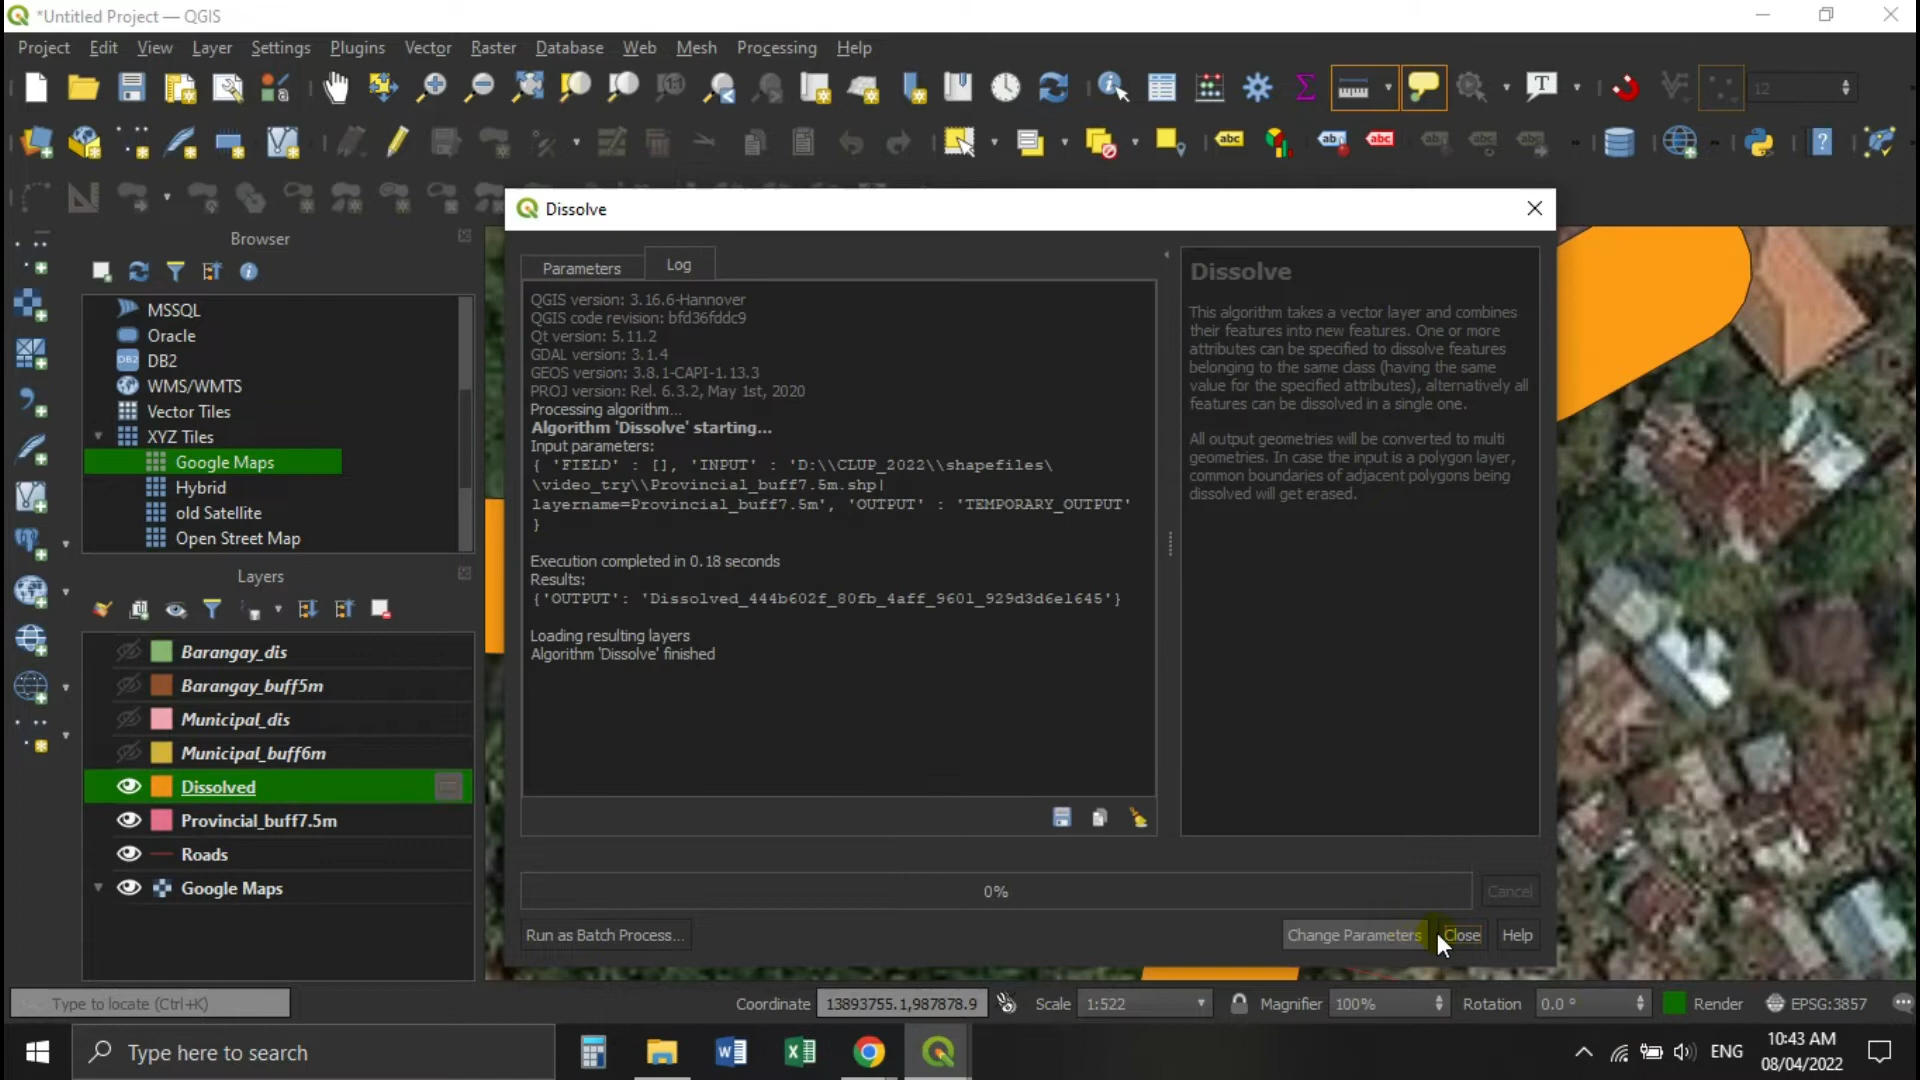 *Untitled Project — QGIS
Project Edit View Layer Settings Plugins Vector Raster Database Web Mesh Processing Help
12
Dissolve
Browser
MSSQL
Oracle
DB2
WMS/WMTS
Vector Tiles
XYZ Tiles
Google Maps
Hybrid
old Satellite
Open Street Map
Layers
Barangay_dis
Barangay_buff5m
Municipal_dis
Municipal_buff6m
Dissolved
Provincial_buff7.5m
Roads
Google Maps
Parameters Log
QGIS version: 3.16.6-Hannover
QGIS code revision: bfd36fddc9
Qt version: 5.11.2
GDAL version: 3.1.4
GEOS version: 3.8.1-CAPI-1.13.3
PROJ version: Rel. 6.3.2, May 1st, 2020
Processing algorithm…
Algorithm 'Dissolve' starting…
Input parameters:
{ 'FIELD' : [], 'INPUT' : 'D:\\CLUP_2022\\shapefiles\
\video_try\\Provincial_buff7.5m.shp|
layername=Provincial_buff7.5m', 'OUTPUT' : 'TEMPORARY_OUTPUT'
}
Execution completed in 0.18 seconds
Results:
{'OUTPUT': 'Dissolved_444b602f_80fb_4aff_9601_929d3d6e1645'}
Loading resulting layers
Algorithm 'Dissolve' finished
Dissolve
This algorithm takes a vector layer and combines
their features into new features. One or more
attributes can be specified to dissolve features
belonging to the same class (having the same
value for the specified attributes), alternatively all
features can be dissolved in a single one.
All output geometries will be converted to multi
geometries. In case the input is a polygon layer,
common boundaries of adjacent polygons being
dissolved will get erased.
0% Cancel
Run as Batch Process… Change Parameters Close Help
Type to locate (Ctrl+K) Coordinate 13893755.1,987878.9 Scale 1:522 Magnifier 100% Rotation 0.0 ° Render EPSG:3857
Type here to search ENG 10:43 AM
08/04/2022